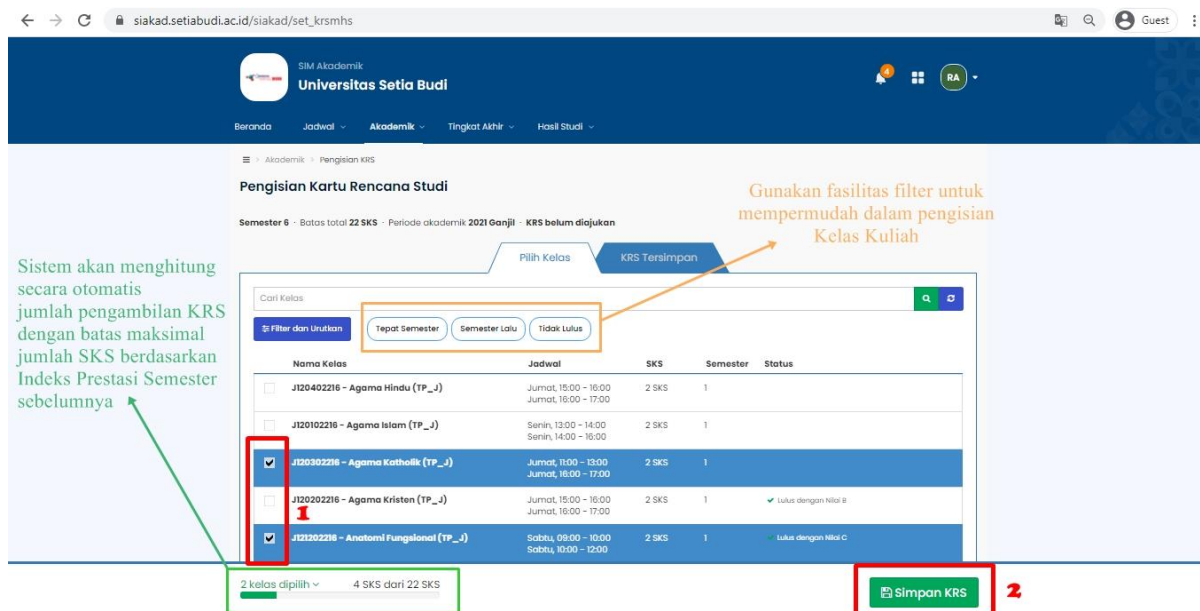 siakad.setiabudi.ac.id/siakad/set_krsmhs
Guest
SIM Akademik
Universitas Setia Budi
4
RA
Beranda Jadwal Akademik Tingkat Akhir Hasil Studi
Akademik > Pengisian KRS
Pengisian Kartu Rencana Studi
Semester 6 · Batas total 22 SKS · Periode akademik 2021 Ganjil · KRS belum diajukan
Gunakan fasilitas filter untuk
mempermudah dalam pengisian
Kelas Kuliah
Pilih Kelas KRS Tersimpan
Sistem akan menghitung
secara otomatis
jumlah pengambilan KRS
dengan batas maksimal
jumlah SKS berdasarkan
Indeks Prestasi Semester
sebelumnya
Cari Kelas
Filter dan Urutkan Tepat Semester Semester Lalu Tidak Lulus
Nama Kelas Jadwal SKS Semester Status
J120402216 - Agama Hindu (TP_J) Jumat, 15:00 - 16:00 2 SKS 1
Jumat, 16:00 - 17:00
J120102216 - Agama Islam (TP_J) Senin, 13:00 - 14:00 2 SKS 1
Senin, 14:00 - 16:00
J120302216 - Agama Katholik (TP_J) Jumat, 11:00 - 13:00 2 SKS 1
Jumat, 16:00 - 17:00
J120202216 - Agama Kristen (TP_J) Jumat, 15:00 - 16:00 2 SKS 1 Lulus dengan Nilai B
Jumat, 16:00 - 17:00
1
J121202216 - Anatomi Fungsional (TP_J) Sabtu, 09:00 - 10:00 2 SKS 1 Lulus dengan Nilai C
Sabtu, 10:00 - 12:00
2 kelas dipilih 4 SKS dari 22 SKS
Simpan KRS
2